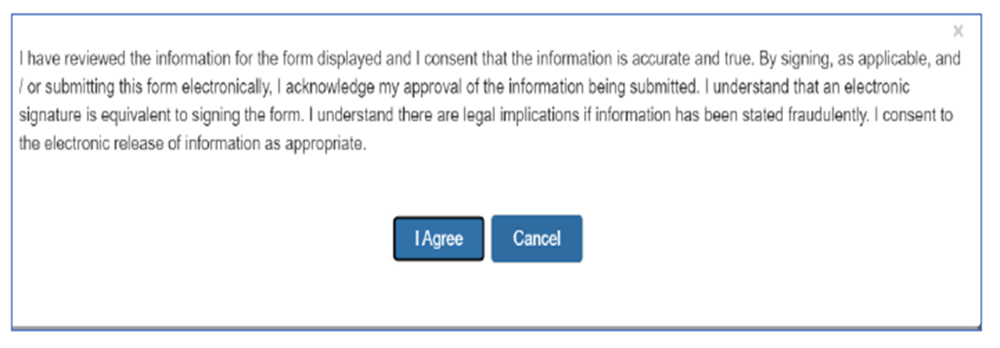 x
I have reviewed the information for the form displayed and I consent that the information is accurate and true. By signing, as applicable, and
/ or submitting this form electronically, I acknowledge my approval of the information being submitted. I understand that an electronic
signature is equivalent to signing the form. I understand there are legal implications if information has been stated fraudulently. I consent to
the electronic release of information as appropriate.
I Agree
Cancel